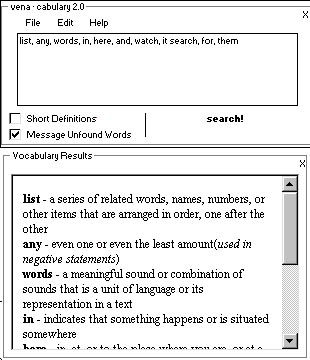 vena · cabulary 2.0
X
File Edit Help
list, any, words, in, here, and, watch, it search, for, them
Short Definitions
search!
Message Unfound Words
Vocabulary Results
X
list - a series of related words, names, numbers, or
other items that are arranged in order, one after the
other
any - even one or even the least amount(used in
negative statements)
words - a meaningful sound or combination of
sounds that is a unit of language or its
representation in a text
in - indicates that something happens or is situated
somewhere
here - in, at, or to the place where you are, or at a